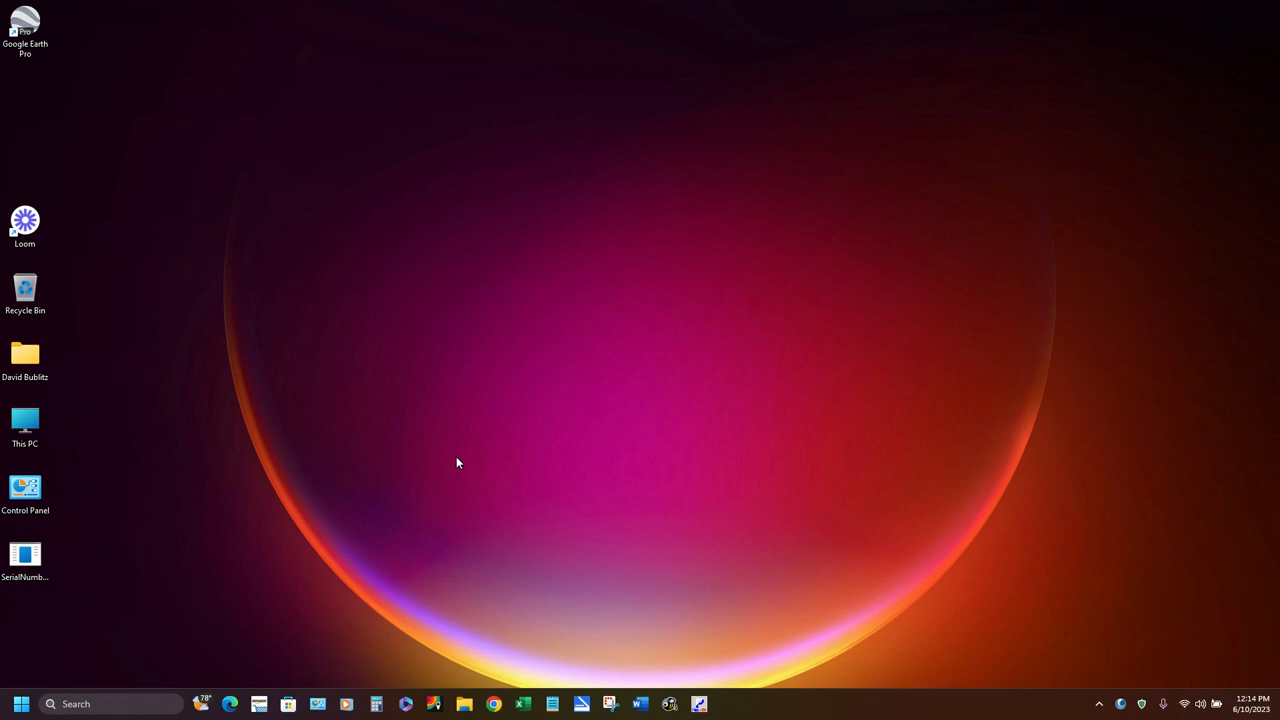 Pro
Google Earth
Pro
Loom
Recycle Bin
David Bublitz
This PC
Control Panel
SerialNumb...
Search
78°
12:14 PM
6/10/2023